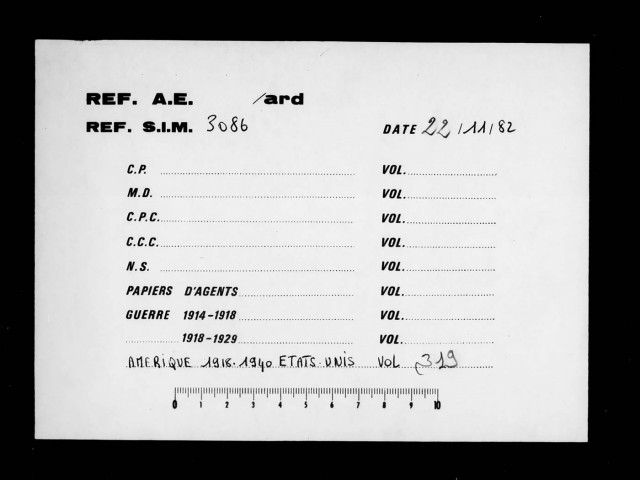 REF. A.E. /ard
REF. S.I.M. 3086 DATE 22/11/82
C.P. VOL.
M.D. VOL.
C.P.C. VOL.
C.C.C. VOL.
N.S. VOL.
PAPIERS D'AGENTS VOL.
GUERRE 1914-1918 VOL.
1918-1929 VOL.
AMERIQUE 1918-1940 ETATS-UNIS VOL 319
0 1 2 3 4 5 6 7 8 9 10